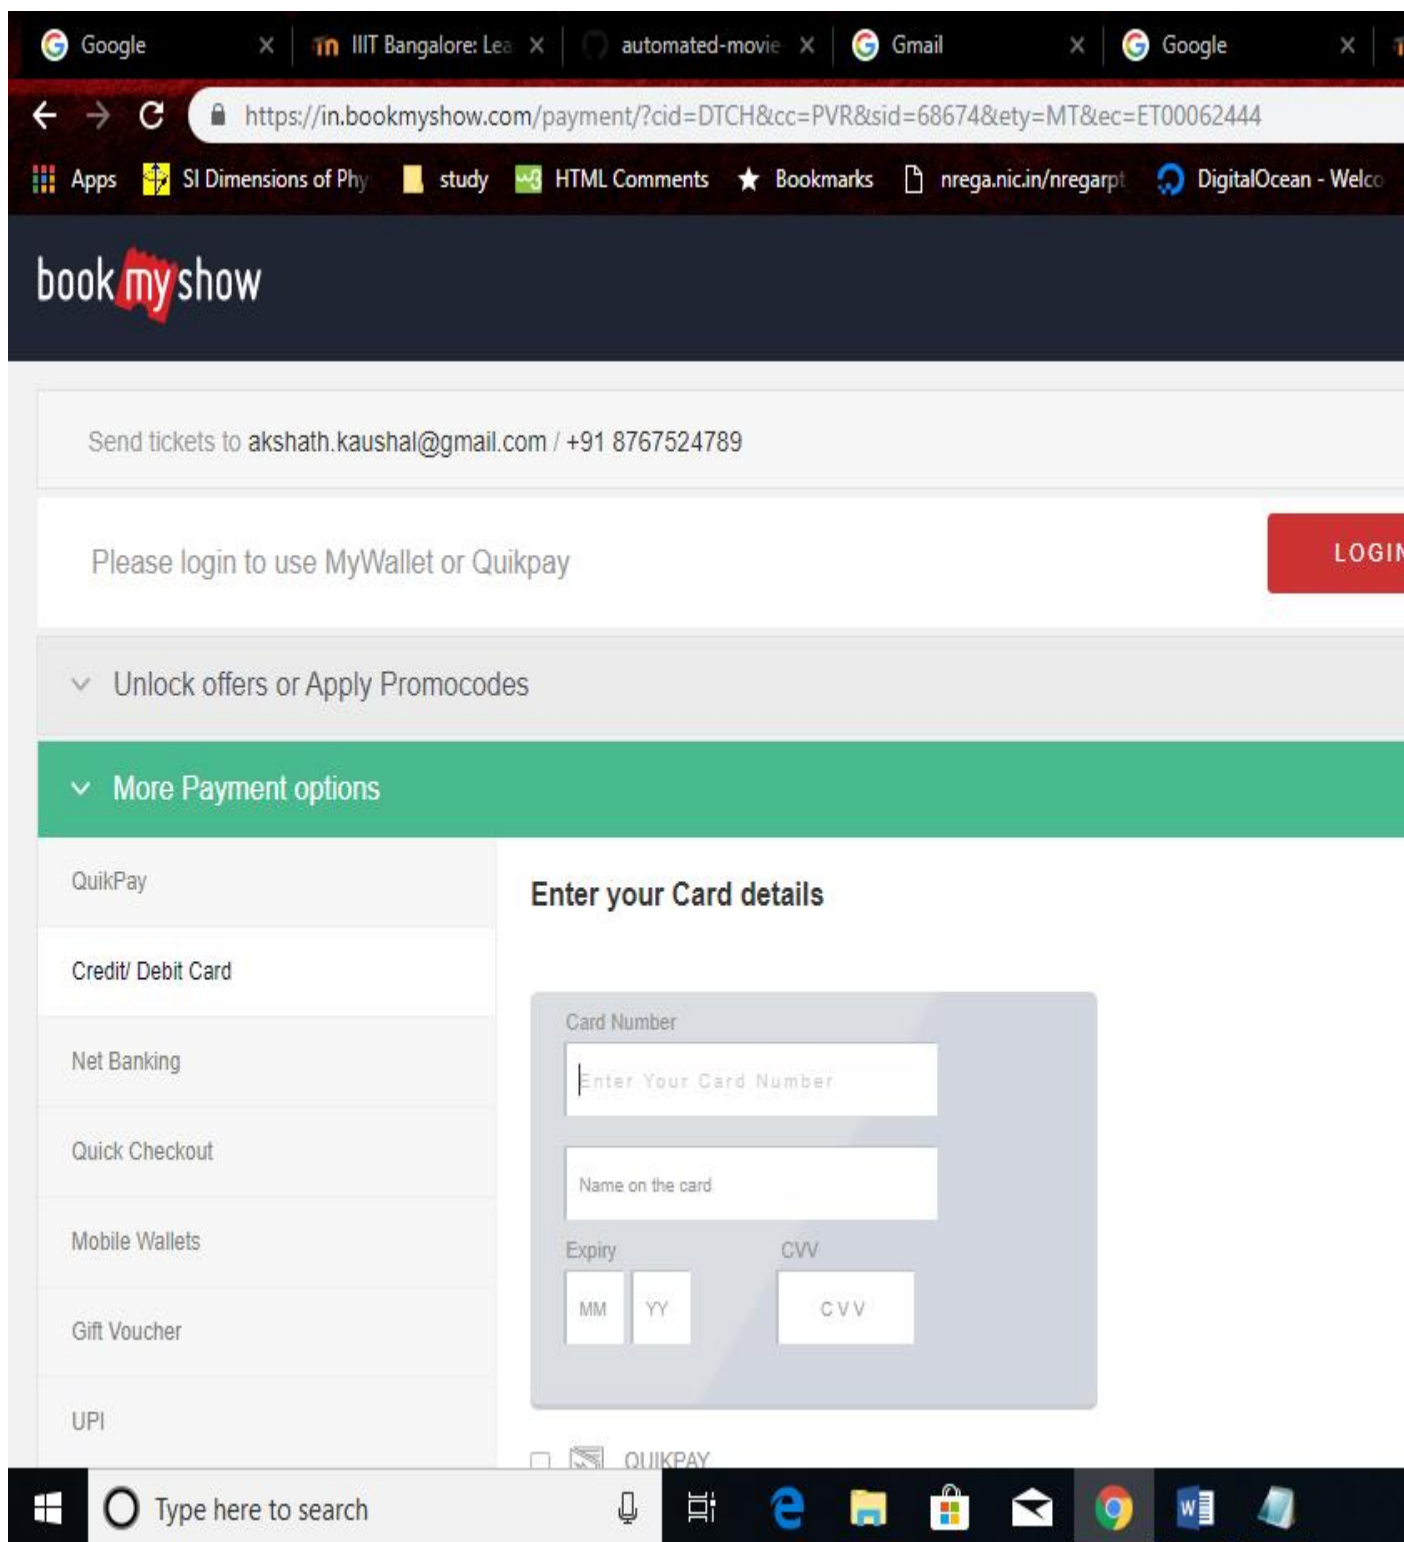 Google IIIT Bangalore: Lea automated-movie Gmail Google
https://in.bookmyshow.com/payment/?cid=DTCH&cc=PVR&sid=68674&ety=MT&ec=ET00062444
Apps SI Dimensions of Phy study HTML Comments Bookmarks nrega.nic.in/nregarpt DigitalOcean - Welco
book my show
Send tickets to akshath.kaushal@gmail.com / +91 8767524789
Please login to use MyWallet or Quikpay
LOGIN
Unlock offers or Apply Promocodes
More Payment options
QuikPay
Credit/ Debit Card
Net Banking
Quick Checkout
Mobile Wallets
Gift Voucher
UPI
Enter your Card details
Card Number
Enter Your Card Number
Name on the card
Expiry CVV
MM YY CVV
QUIKPAY
Type here to search